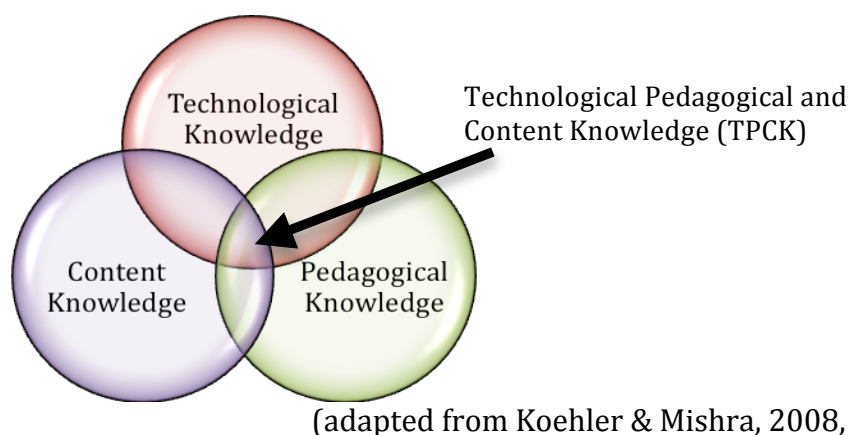 Technological
Knowledge
Technological Pedagogical and
Content Knowledge (TPCK)
Content
Knowledge
Pedagogical
Knowledge
(adapted from Koehler & Mishra, 2008,